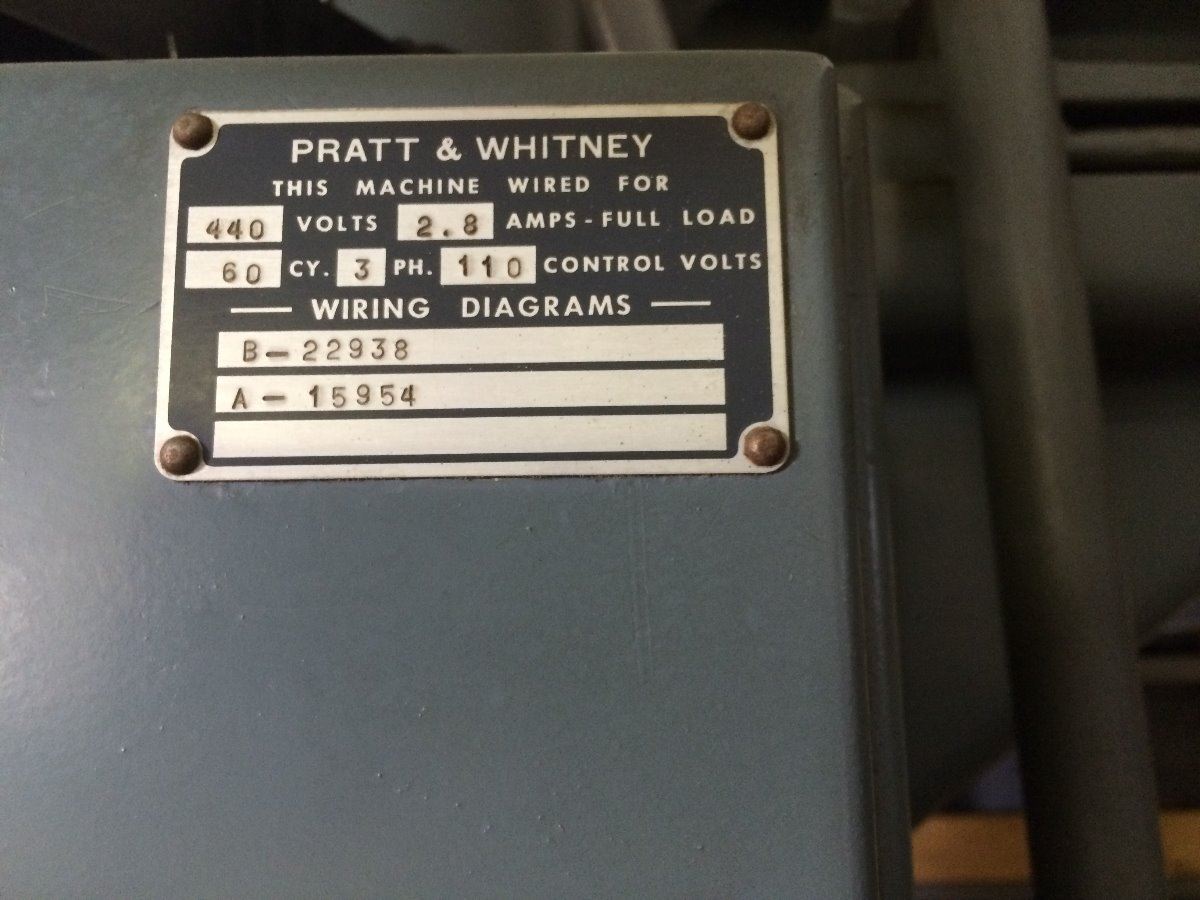 PRATT & WHITNEY
THIS MACHINE WIRED FOR
440 VOLTS 2.8 AMPS - FULL LOAD
60 CY. 3 PH. 110 CONTROL VOLTS
— WIRING DIAGRAMS —
B-22938
A-15954